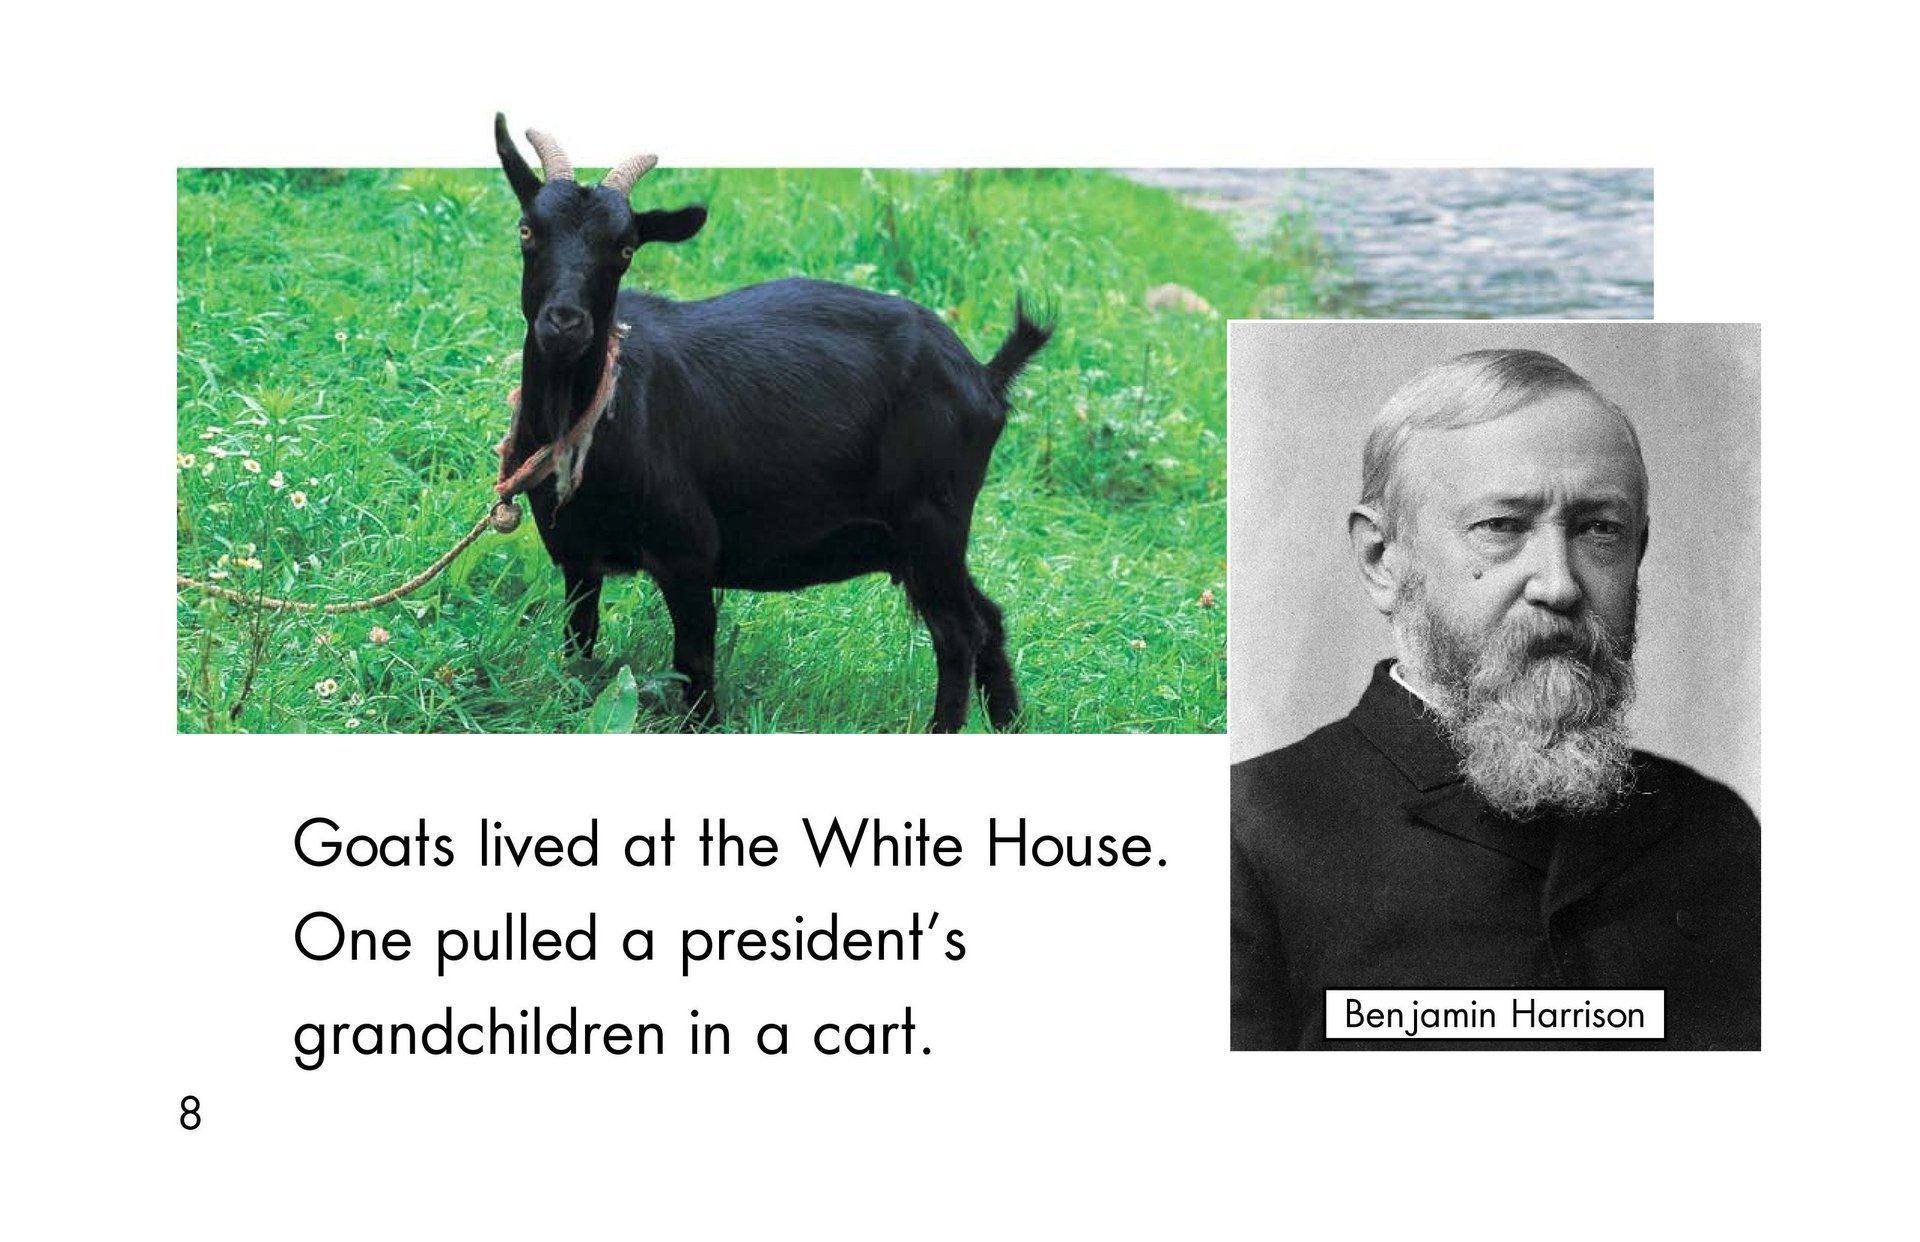 Goats lived at the White House.
One pulled a president's
grandchildren in a cart.
Benjamin Harrison
8